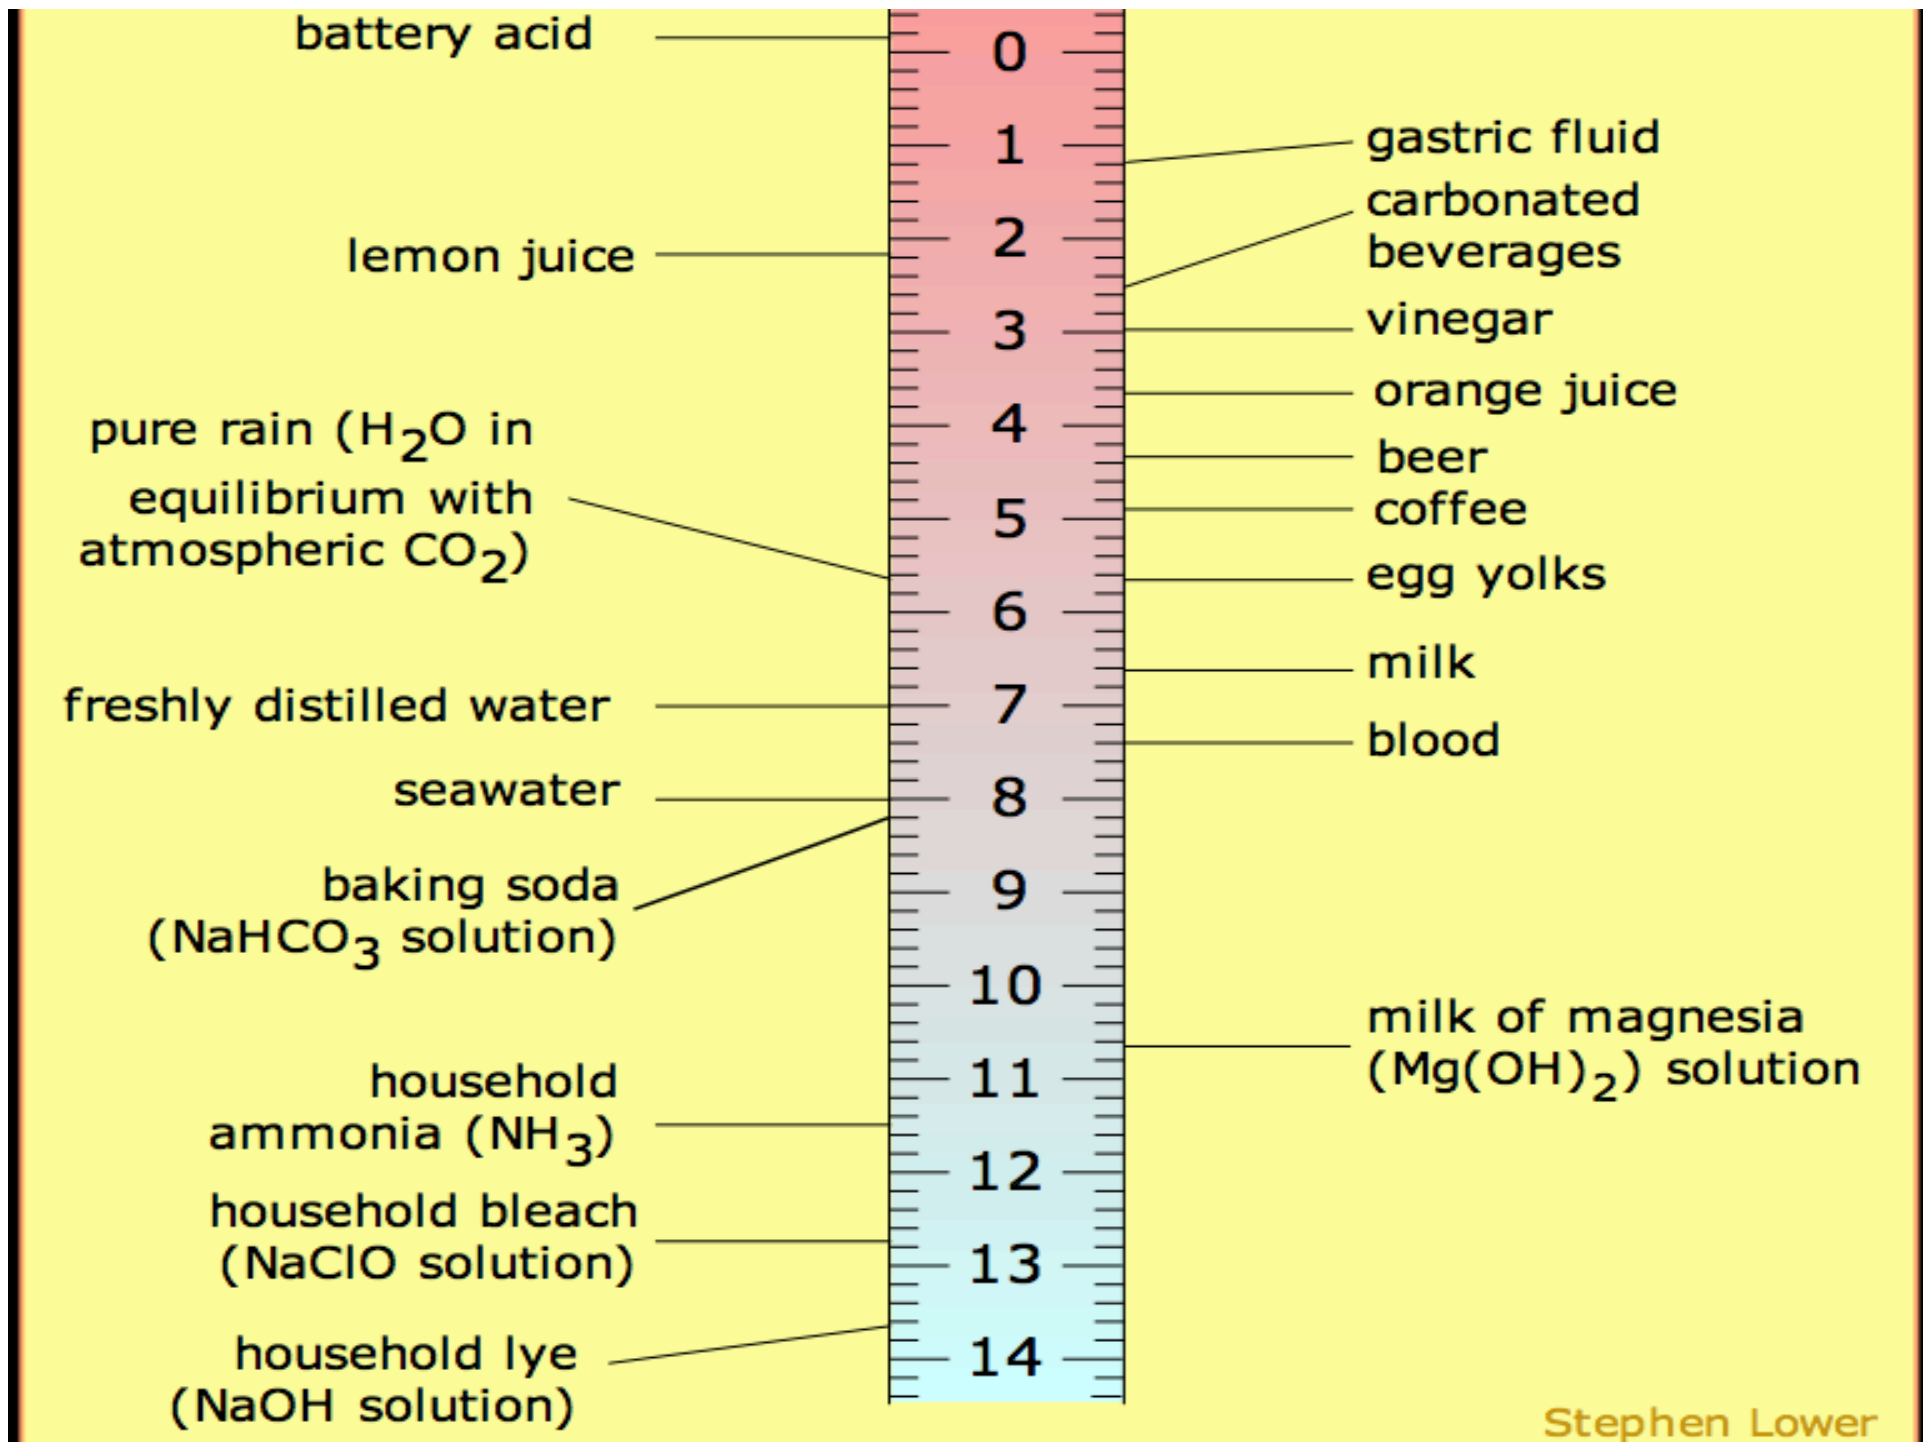 battery acid
lemon juice
pure rain (H₂O in
equilibrium with
atmospheric CO₂)
freshly distilled water
seawater
baking soda
(NaHCO₃ solution)
household
ammonia (NH₃)
household bleach
(NaClO solution)
household lye
(NaOH solution)
0
1
2
3
4
5
6
7
8
9
10
11
12
13
14
gastric fluid
carbonated
beverages
vinegar
orange juice
beer
coffee
egg yolks
milk
blood
milk of magnesia
(Mg(OH)₂) solution
Stephen Lower